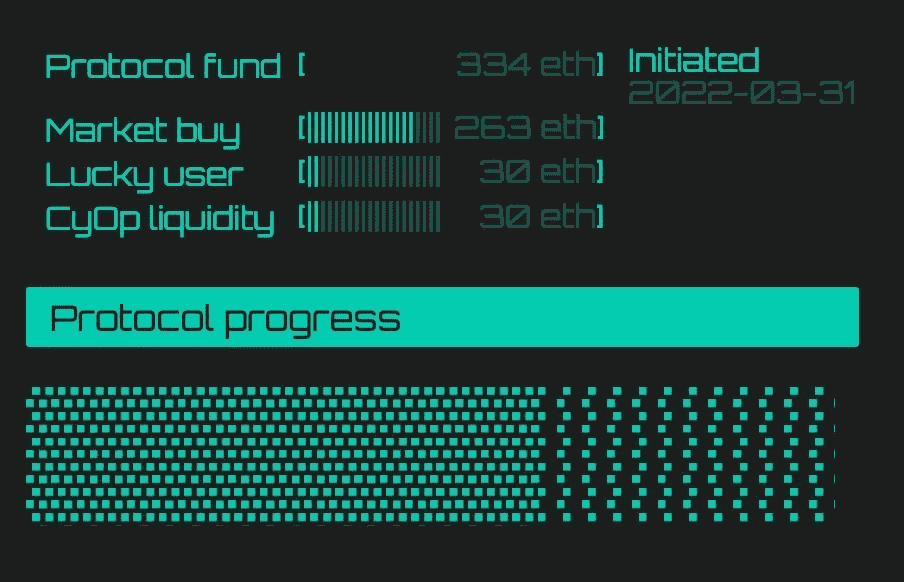 Protocol fund [ 334 eth] Initiated
2022-03-31
Market buy [ 263 eth]
Lucky user [ 30 eth]
CyOp liquidity [ 30 eth]
Protocol progress